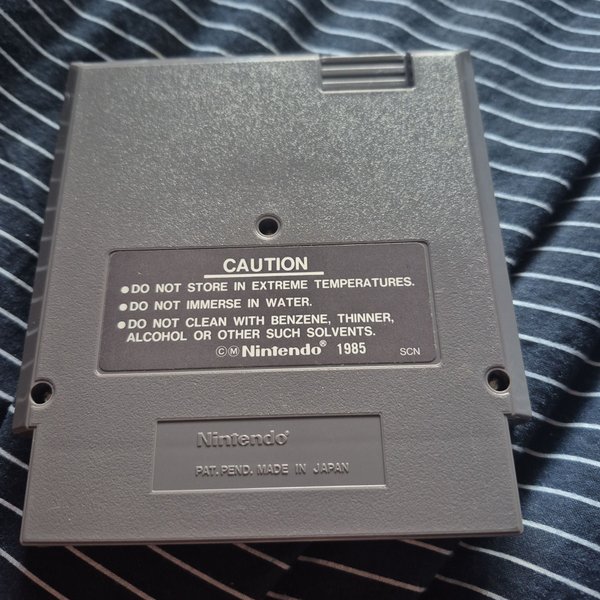 CAUTION
●DO NOT STORE IN EXTREME TEMPERATURES.
●DO NOT IMMERSE IN WATER.
●DO NOT CLEAN WITH BENZENE, THINNER,
ALCOHOL OR OTHER SUCH SOLVENTS.
©Ⓜ Nintendo® 1985 SCN
Nintendo®
PAT. PEND. MADE IN JAPAN